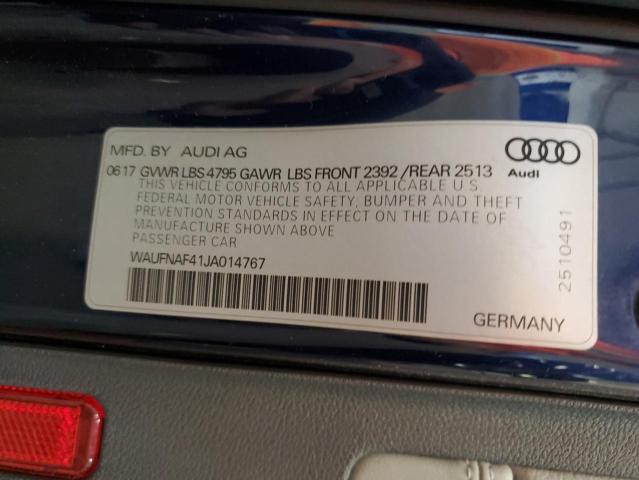 MFD. BY AUDI AG
Audi
06 17 GVWR LBS 4795 GAWR LBS FRONT 2392 /REAR 2513
THIS VEHICLE CONFORMS TO ALL APPLICABLE U S
FEDERAL MOTOR VEHICLE SAFETY, BUMPER AND THEFT
PREVENTION STANDARDS IN EFFECT ON THE DATE OF
MANUFACTURE SHOWN ABOVE
PASSENGER CAR
WAUFNAF41JA014767
2510491
GERMANY